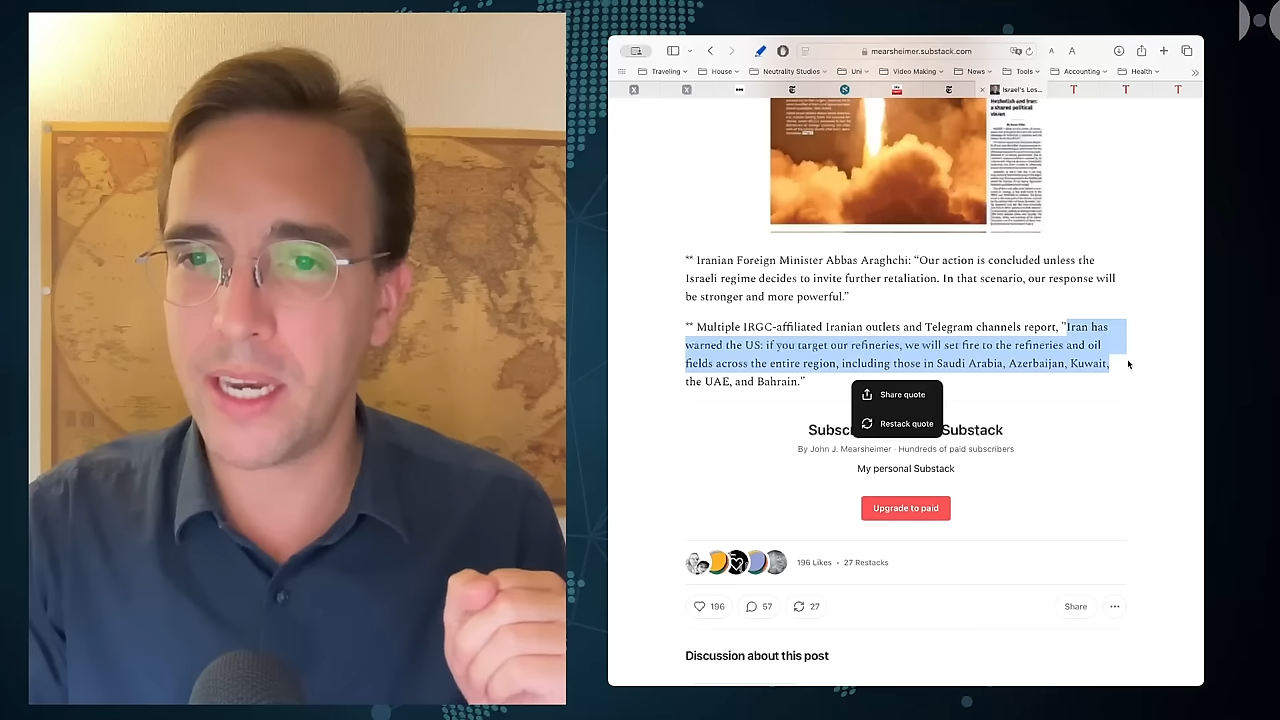 mearsheimer.substack.com
A
A
Traveling
House
Neutrality Studies
Uni
Video Making
News
Tools
Accounting
Health
Israel's Los...
Hezbollah and Iran:
a shared political
vision
** Iranian Foreign Minister Abbas Araghchi: “Our action is concluded unless the
Israeli regime decides to invite further retaliation. In that scenario, our response will
be stronger and more powerful.”
** Multiple IRGC-affiliated Iranian outlets and Telegram channels report, "Iran has
warned the US: if you target our refineries, we will set fire to the refineries and oil
fields across the entire region, including those in Saudi Arabia, Azerbaijan, Kuwait,
the UAE, and Bahrain."
Share quote
Restack quote
Subsc
Substack
By John J. Mearsheimer · Hundreds of paid subscribers
My personal Substack
Upgrade to paid
196 Likes · 27 Restacks
196
57
27
Share
Discussion about this post